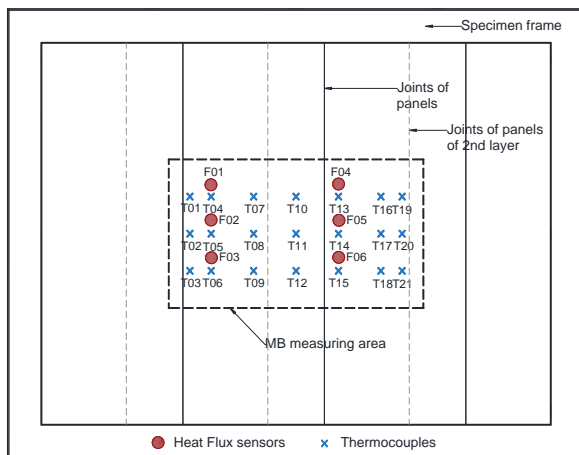 Specimen frame
Joints of
panels
Joints of panels
of 2nd layer
F01
F04
T01
T04
T07
T10
T13
T16
T19
F02
F05
T02
T05
T08
T11
T14
T17
T20
F03
F06
T03
T06
T09
T12
T15
T18
T21
MB measuring area
Heat Flux sensors
Thermocouples